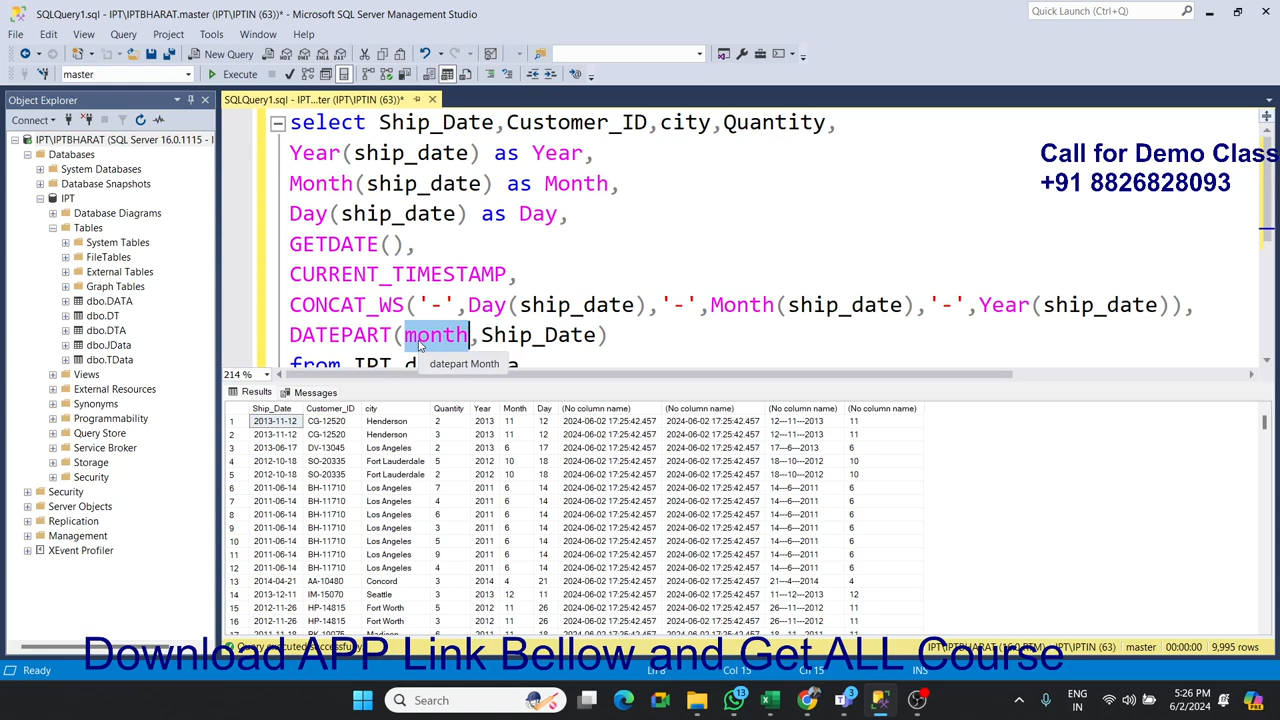 SQLQuery1.sql - IPT\IPTBHARAT.master (IPT\IPTIN (63))* - Microsoft SQL Server Management Studio
Quick Launch (Ctrl+Q)
File Edit View Query Project Tools Window Help
New Query
master Execute
Object Explorer
SQLQuery1.sql - IPT...ter (IPT\IPTIN (63))*
Connect
IPT\IPTBHARAT (SQL Server 16.0.1115 - I
Databases
System Databases
Database Snapshots
IPT
Database Diagrams
Tables
System Tables
FileTables
External Tables
Graph Tables
dbo.DATA
dbo.DT
dbo.DTA
dbo.JData
dbo.TData
Views
External Resources
Synonyms
Programmability
Query Store
Service Broker
Storage
Security
Security
Server Objects
Replication
Management
XEvent Profiler
select Ship_Date,Customer_ID,city,Quantity,
Year(ship_date) as Year,
Month(ship_date) as Month,
Day(ship_date) as Day,
GETDATE(),
CURRENT_TIMESTAMP,
CONCAT_WS('-',Day(ship_date),'-',Month(ship_date),'-',Year(ship_date)),
DATEPART(month,Ship_Date)
from IPT
datepart Month
Call for Demo Class
+91 8826828093
214 %
Results Messages
Ship_Date Customer_ID city Quantity Year Month Day (No column name) (No column name) (No column name) (No column name)
1 2013-11-12 CG-12520 Henderson 2 2013 11 12 2024-06-02 17:25:42.457 2024-06-02 17:25:42.457 12---11---2013 11
2 2013-11-12 CG-12520 Henderson 3 2013 11 12 2024-06-02 17:25:42.457 2024-06-02 17:25:42.457 12---11---2013 11
3 2013-06-17 DV-13045 Los Angeles 2 2013 6 17 2024-06-02 17:25:42.457 2024-06-02 17:25:42.457 17---6---2013 6
4 2012-10-18 SO-20335 Fort Lauderdale 5 2012 10 18 2024-06-02 17:25:42.457 2024-06-02 17:25:42.457 18---10---2012 10
5 2012-10-18 SO-20335 Fort Lauderdale 2 2012 10 18 2024-06-02 17:25:42.457 2024-06-02 17:25:42.457 18---10---2012 10
6 2011-06-14 BH-11710 Los Angeles 7 2011 6 14 2024-06-02 17:25:42.457 2024-06-02 17:25:42.457 14---6---2011 6
7 2011-06-14 BH-11710 Los Angeles 4 2011 6 14 2024-06-02 17:25:42.457 2024-06-02 17:25:42.457 14---6---2011 6
8 2011-06-14 BH-11710 Los Angeles 6 2011 6 14 2024-06-02 17:25:42.457 2024-06-02 17:25:42.457 14---6---2011 6
9 2011-06-14 BH-11710 Los Angeles 3 2011 6 14 2024-06-02 17:25:42.457 2024-06-02 17:25:42.457 14---6---2011 6
10 2011-06-14 BH-11710 Los Angeles 5 2011 6 14 2024-06-02 17:25:42.457 2024-06-02 17:25:42.457 14---6---2011 6
11 2011-06-14 BH-11710 Los Angeles 9 2011 6 14 2024-06-02 17:25:42.457 2024-06-02 17:25:42.457 14---6---2011 6
12 2011-06-14 BH-11710 Los Angeles 4 2011 6 14 2024-06-02 17:25:42.457 2024-06-02 17:25:42.457 14---6---2011 6
13 2014-04-21 AA-10480 Concord 3 2014 4 21 2024-06-02 17:25:42.457 2024-06-02 17:25:42.457 21---4---2014 4
14 2013-12-11 IM-15070 Seattle 3 2013 12 11 2024-06-02 17:25:42.457 2024-06-02 17:25:42.457 11---12---2013 12
15 2012-11-26 HP-14815 Fort Worth 5 2012 11 26 2024-06-02 17:25:42.457 2024-06-02 17:25:42.457 26---11---2012 11
16 2012-11-26 HP-14815 Fort Worth 3 2012 11 26 2024-06-02 17:25:42.457 2024-06-02 17:25:42.457 26---11---2012 11
Query executed successfully.
IPT\IPTBHARAT (16.0 RTM) IPT\IPTIN (63) master 00:00:00 9,995 rows
Download APP Link Bellow and Get ALL Course
Ready Ln 8 Col 15 Ch 15 INS
Search 13 3 ENG IN 5:26 PM 6/2/2024